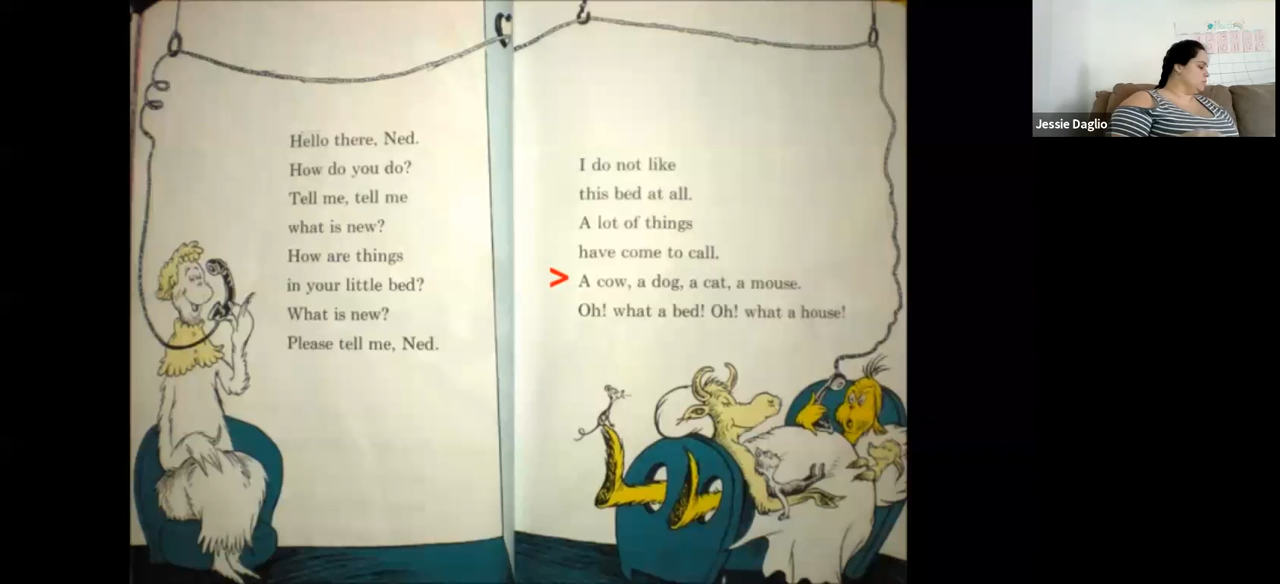 Hello there, Ned.
How do you do?
Tell me, tell me
what is new?
How are things
in your little bed?
What is new?
Please tell me, Ned.
I do not like
this bed at all.
A lot of things
have come to call.
> A cow, a dog, a cat, a mouse.
Oh! what a bed! Oh! what a house!
Jessie Daglio